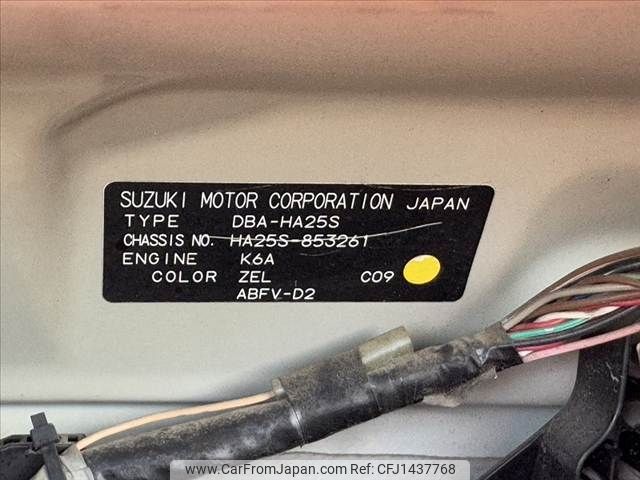 SUZUKI MOTOR CORPORATION JAPAN
TYPE DBA-HA25S
CHASSIS NO. HA25S-853261
ENGINE K6A
COLOR ZEL C09
ABFV-D2
www.CarFromJapan.com © CarFromJapan - CFJ1437768